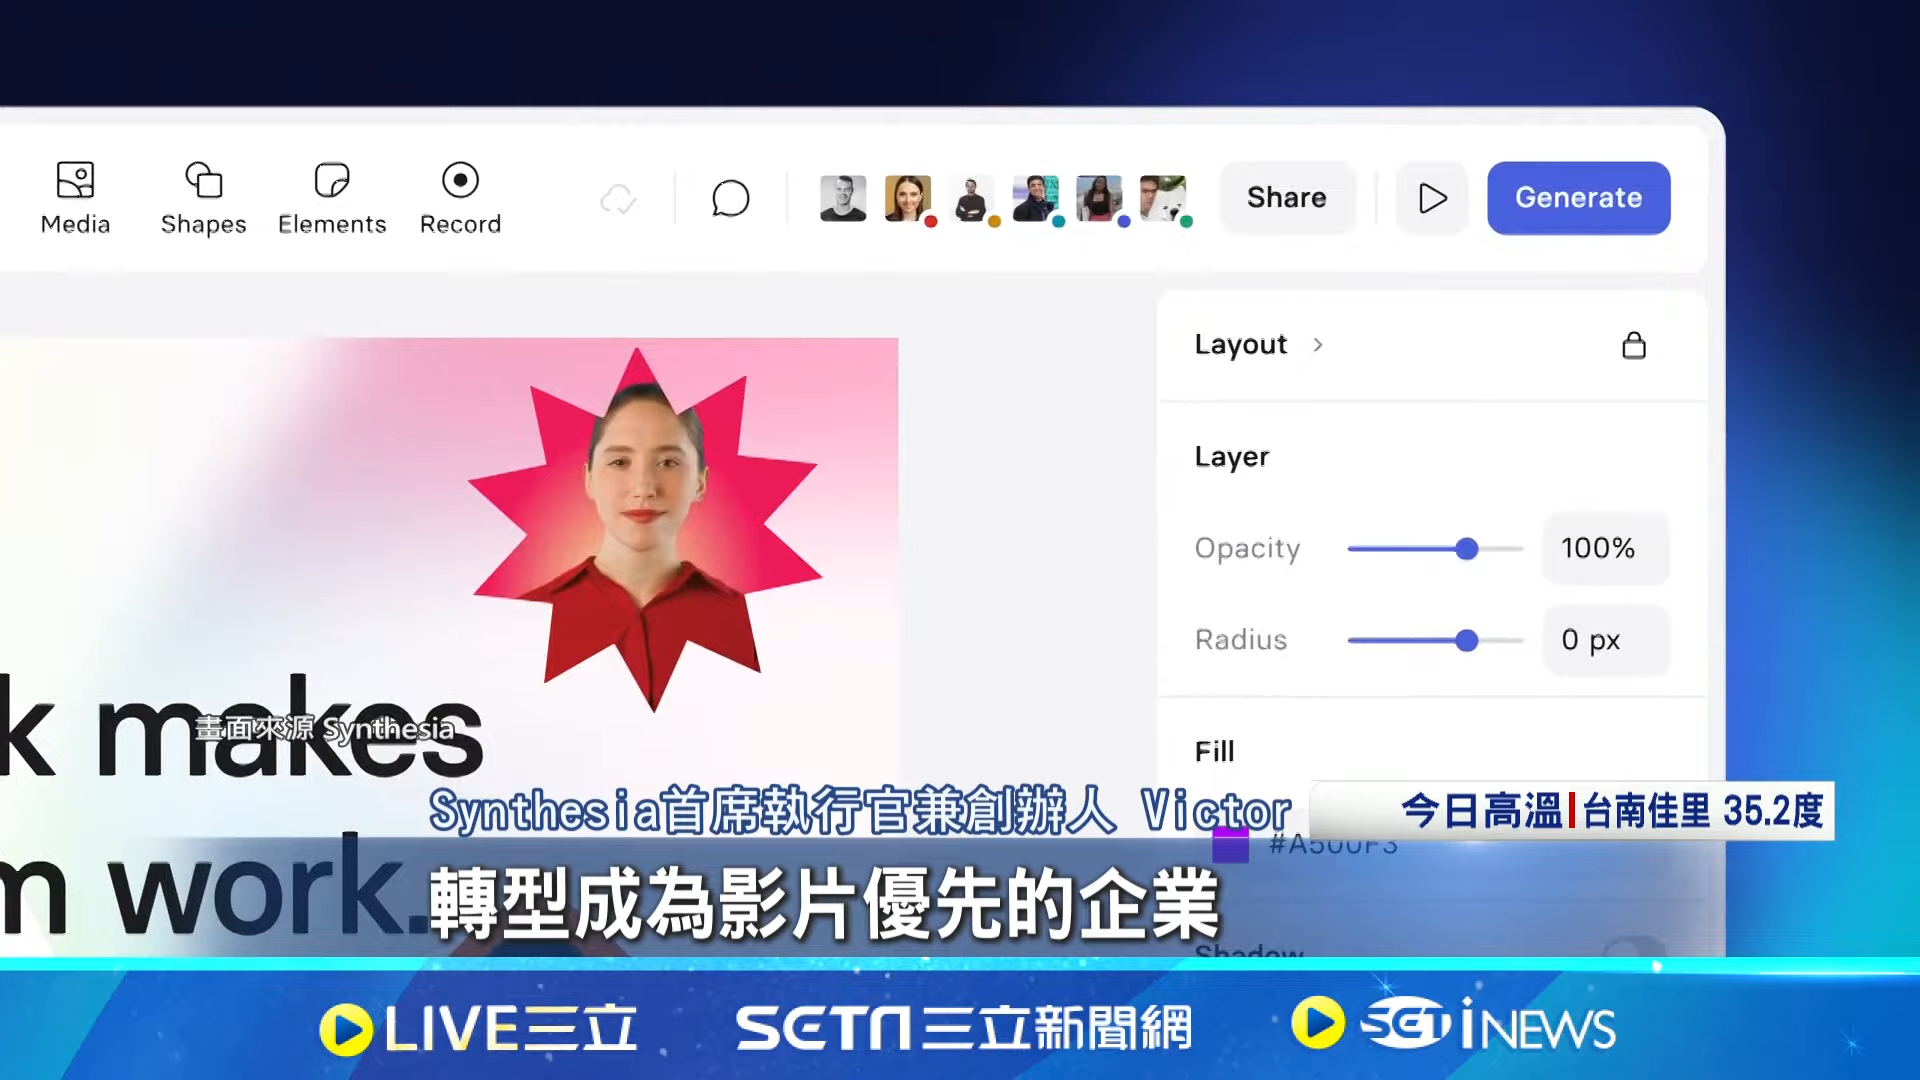 Media
Shapes
Elements
Record
Share
Generate
Layout
Layer
Opacity
100%
Radius
0 px
Fill
k makes
畫面來源 Synthesia
Synthesia首席執行官兼創辦人 Victor
今日高溫 台南佳里 35.2度
#A500F3
m work.
轉型成為影片優先的企業
Shadow
LIVE三立
SETN三立新聞網
SET iNEWS